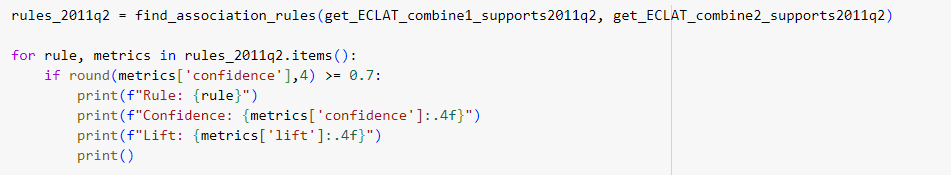 rules_2011q2 = find_association_rules(get_ECLAT_combine1_supports2011q2, get_ECLAT_combine2_supports2011q2)

for rule, metrics in rules_2011q2.items():
    if round(metrics['confidence'],4) >= 0.7:
        print(f"Rule: {rule}")
        print(f"Confidence: {metrics['confidence']:.4f}")
        print(f"Lift: {metrics['lift']:.4f}")
        print()